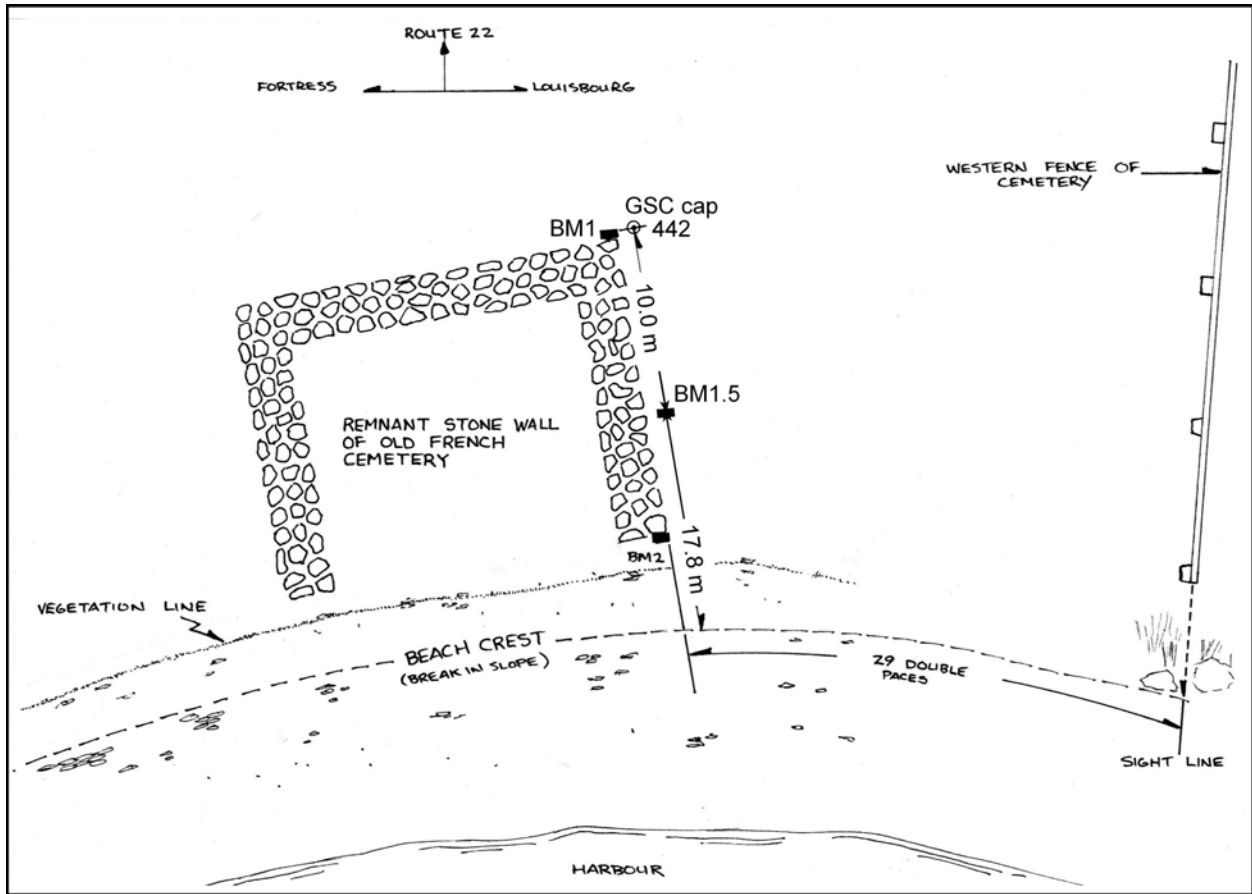 ROUTE 22
FORTRESS
LOUISBOURG
WESTERN FENCE OF
CEMETERY
GSC cap
BM1
442
10.0 m
BM1.5
REMNANT STONE WALL
OF OLD FRENCH
CEMETERY
17.8 m
BM2
VEGETATION LINE
BEACH CREST
(BREAK IN SLOPE)
29 DOUBLE
PACES
SIGHT LINE
HARBOUR